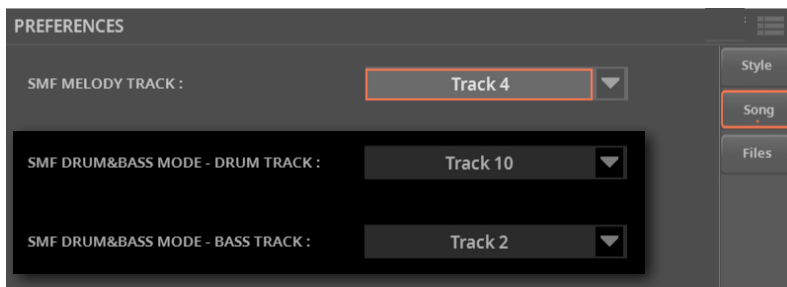 PREFERENCES
SMF MELODY TRACK :
Track 4
Style
Song
SMF DRUM&BASS MODE - DRUM TRACK :
Track 10
Files
SMF DRUM&BASS MODE - BASS TRACK :
Track 2